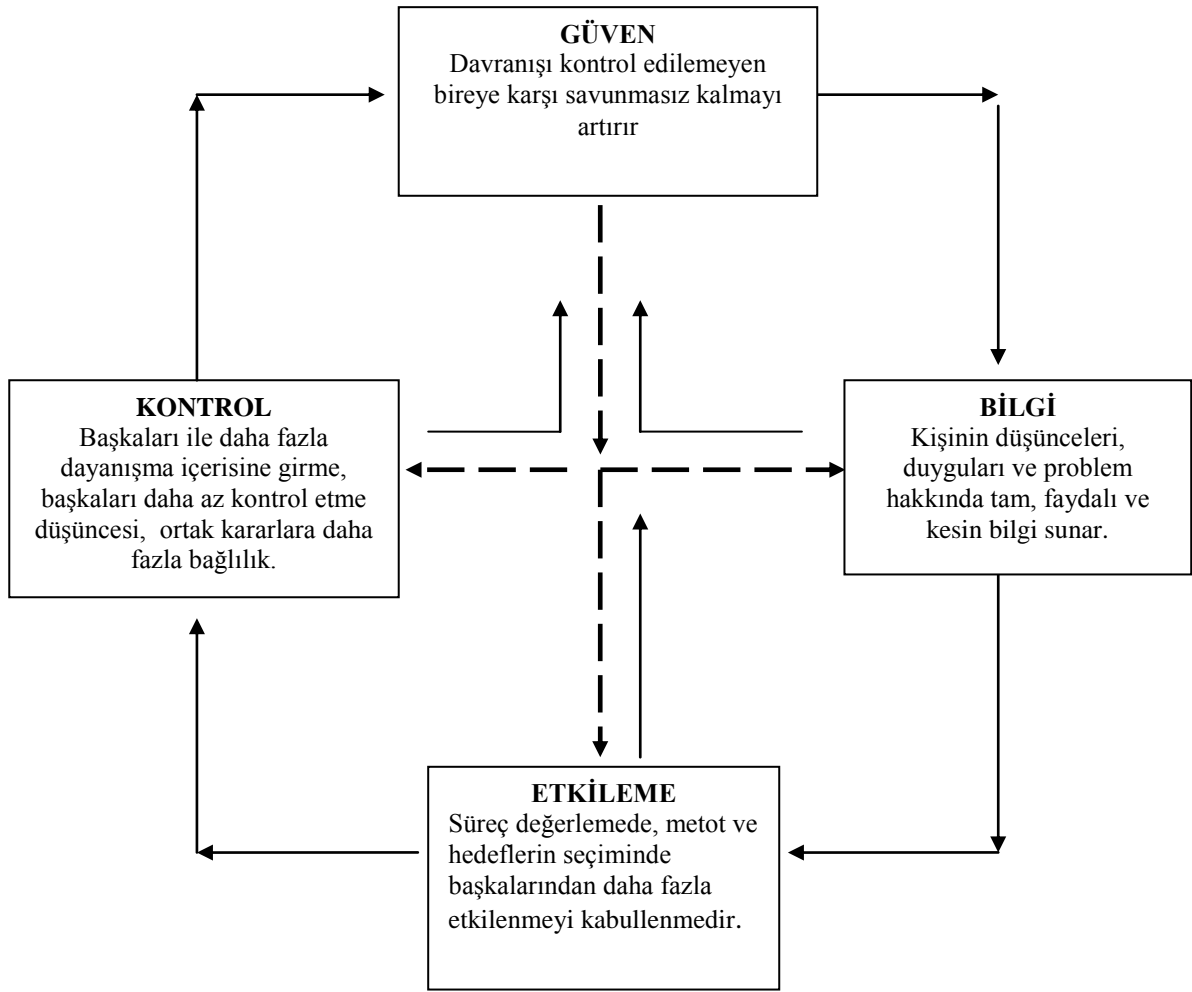 GÜVEN
Davranışı kontrol edilemeyen
bireye karşı savunmasız kalmayı
artırır
KONTROL
Başkaları ile daha fazla
dayanışma içerisine girme,
başkaları daha az kontrol etme
düşüncesi, ortak kararlara daha
fazla bağlılık.
BİLGİ
Kişinin düşünceleri,
duyguları ve problem
hakkında tam, faydalı ve
kesin bilgi sunar.
ETKİLEME
Süreç değerlemede, metot ve
hedeflerin seçiminde
başkalarından daha fazla
etkilenmeyi kabullenmedir.